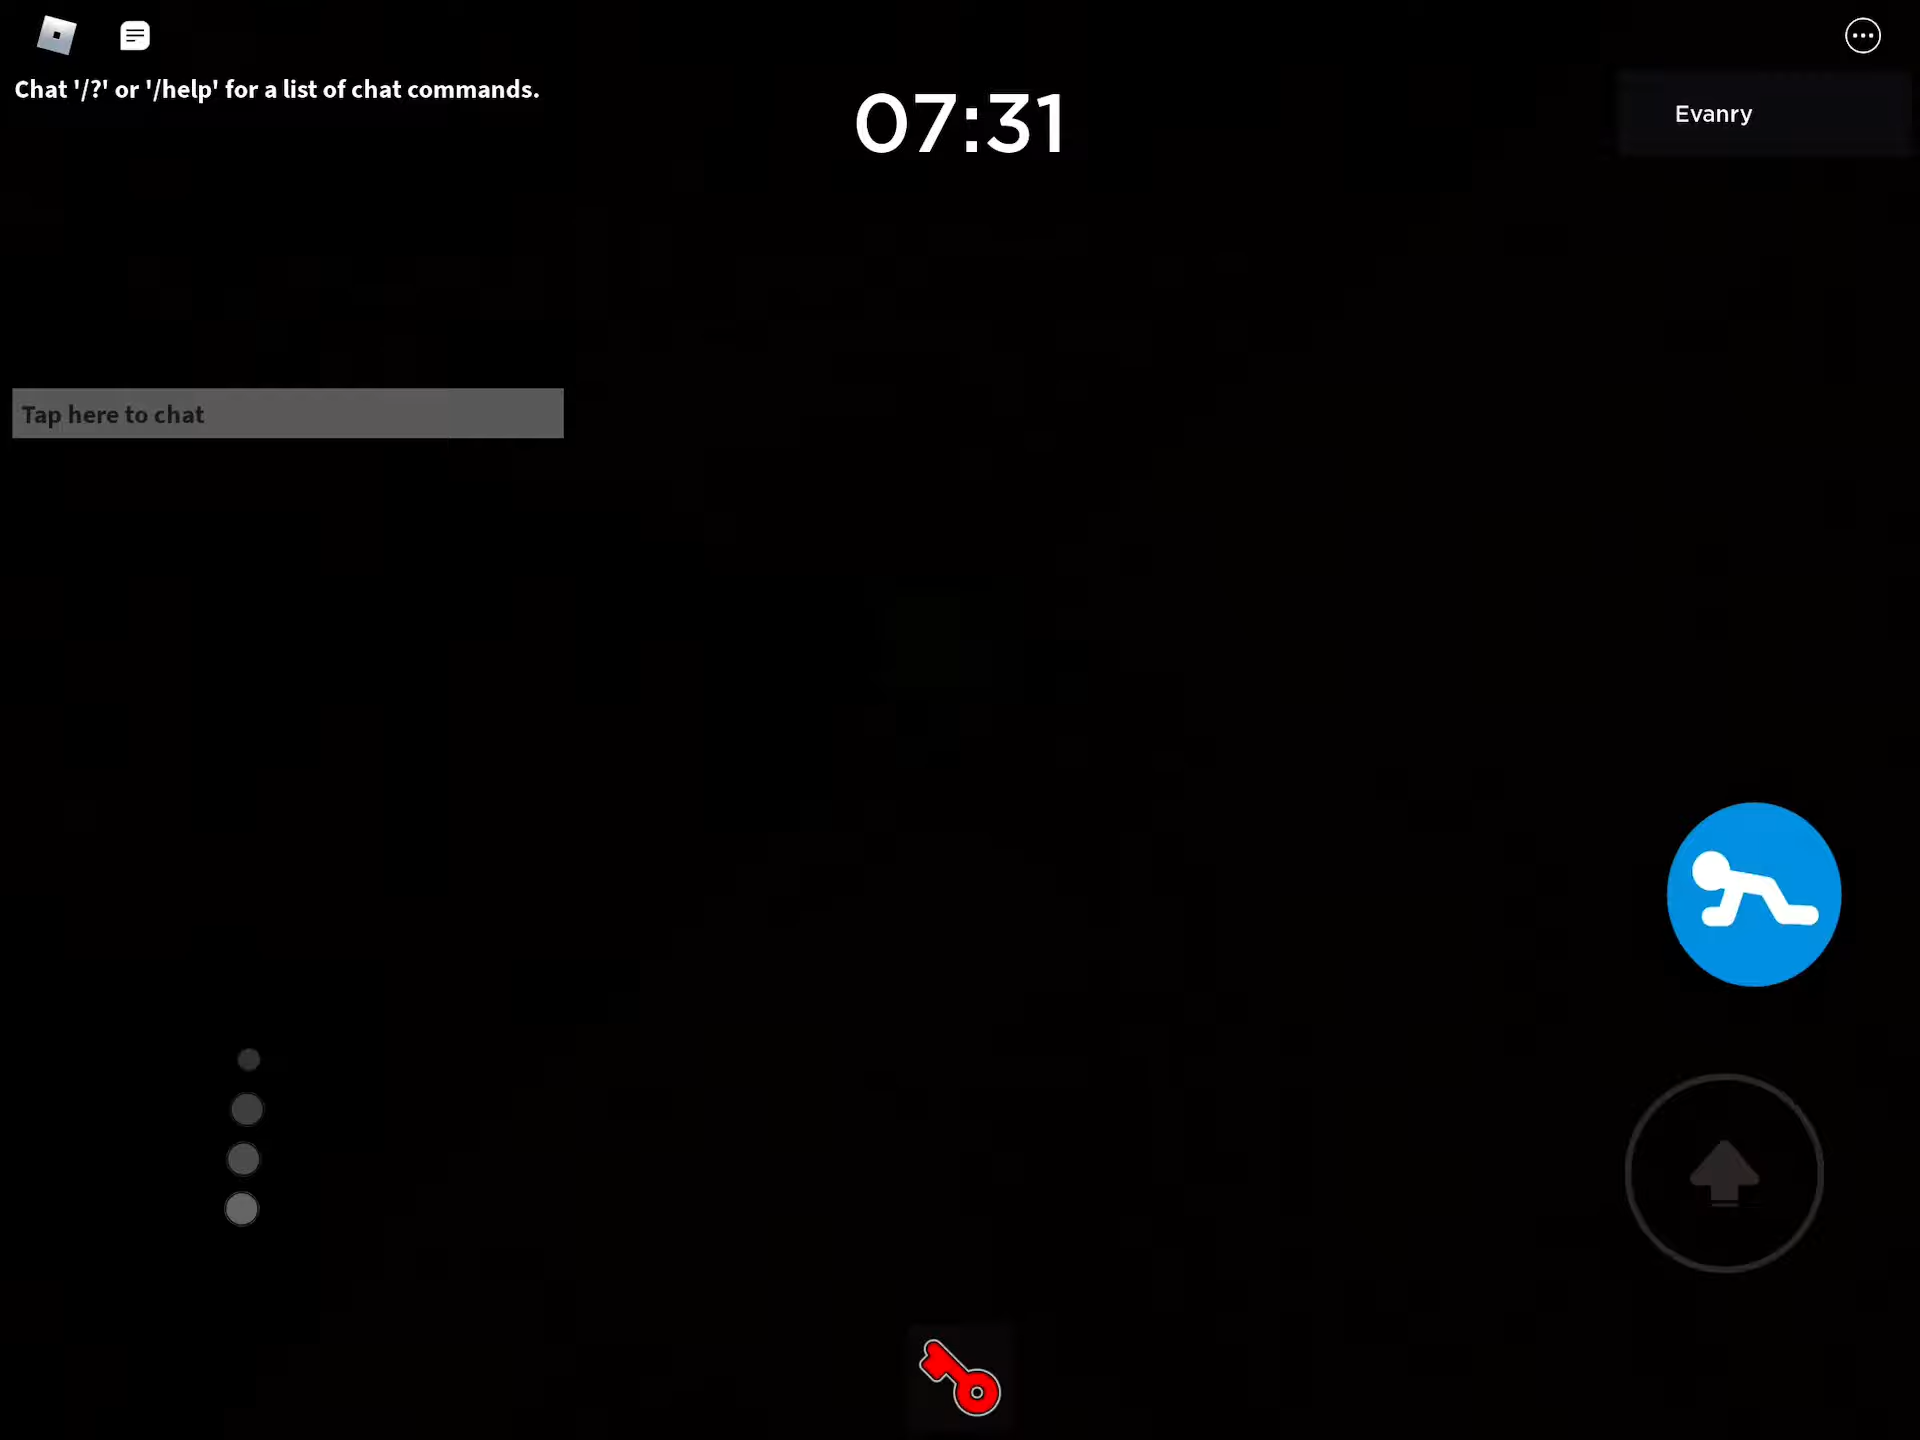 Chat '/?' or '/help' for a list of chat commands.
07:31
Evanry
Tap here to chat